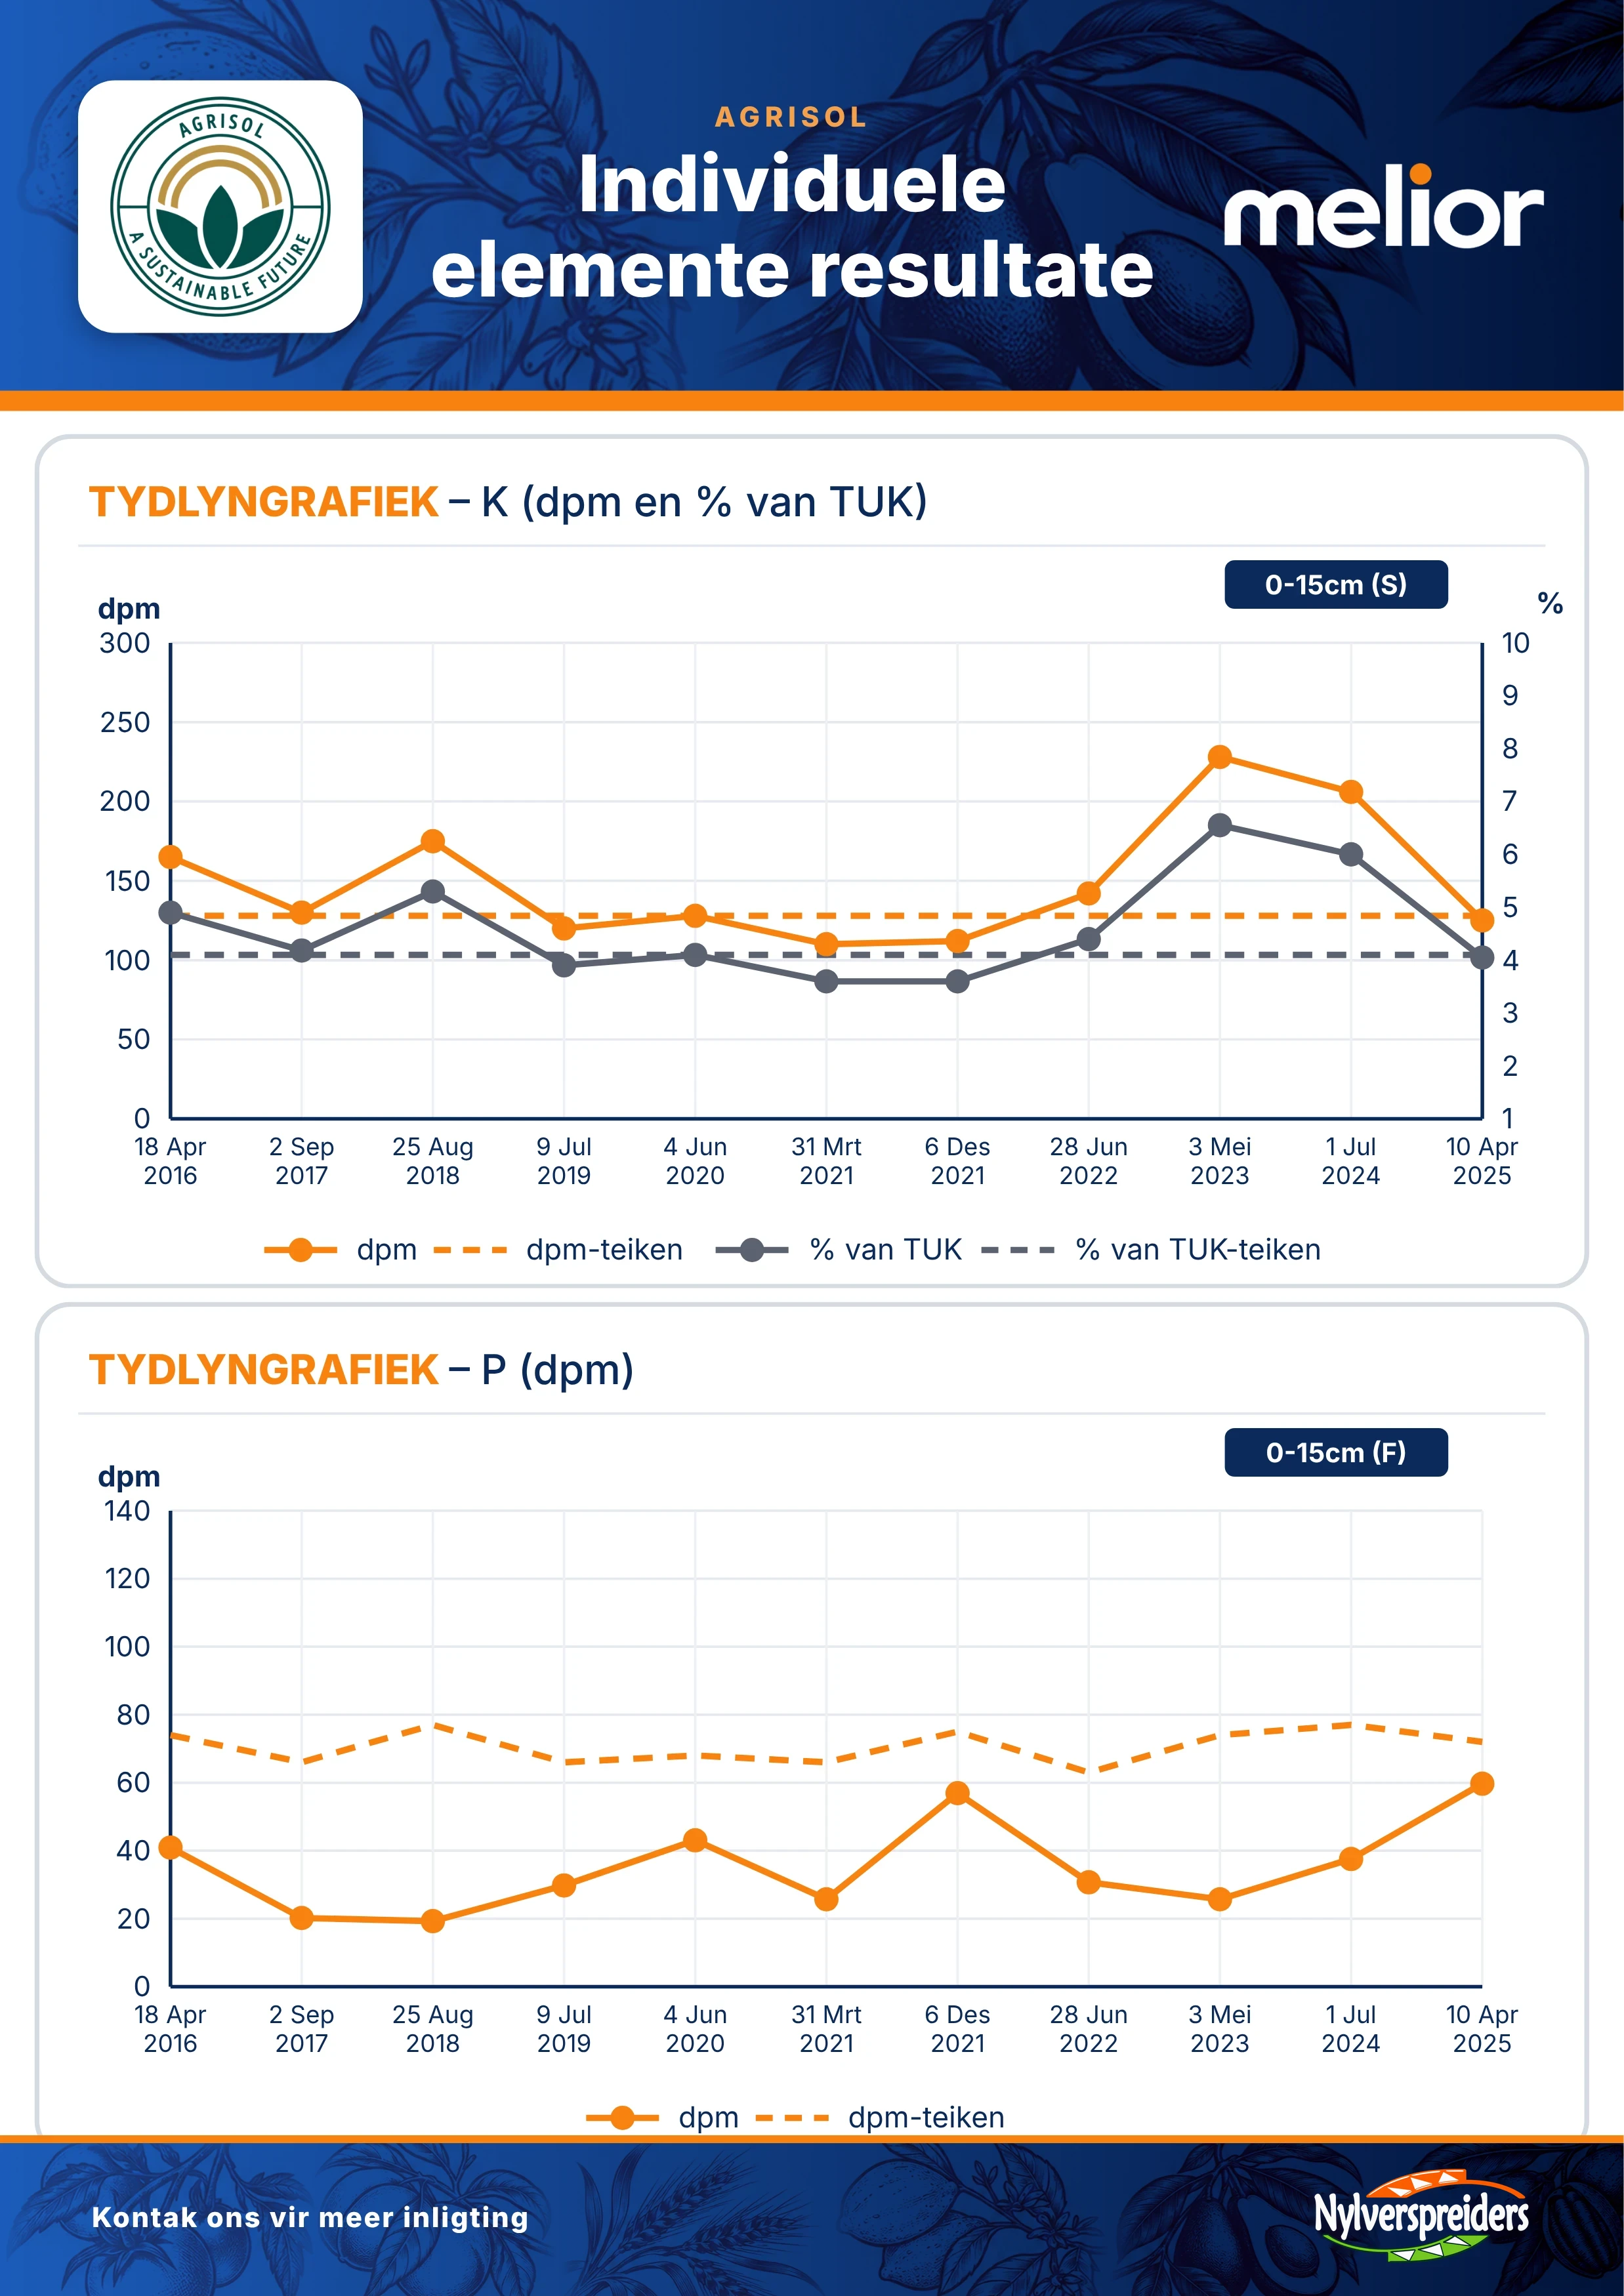 AGRISOL
A SUSTAINABLE FUTURE
AGRISOL
Individuele
elemente resultate
melior
TYDLYNGRAFIEK – K (dpm en % van TUK)
0-15cm (S)
dpm
%
300
250
200
150
100
50
0
10
9
8
7
6
5
4
3
2
1
18 Apr 2016
2 Sep 2017
25 Aug 2018
9 Jul 2019
4 Jun 2020
31 Mrt 2021
6 Des 2021
28 Jun 2022
3 Mei 2023
1 Jul 2024
10 Apr 2025
dpm dpm-teiken % van TUK % van TUK-teiken
TYDLYNGRAFIEK – P (dpm)
0-15cm (F)
dpm
140
120
100
80
60
40
20
0
18 Apr 2016
2 Sep 2017
25 Aug 2018
9 Jul 2019
4 Jun 2020
31 Mrt 2021
6 Des 2021
28 Jun 2022
3 Mei 2023
1 Jul 2024
10 Apr 2025
dpm dpm-teiken
Kontak ons vir meer inligting
Nylverspreiders